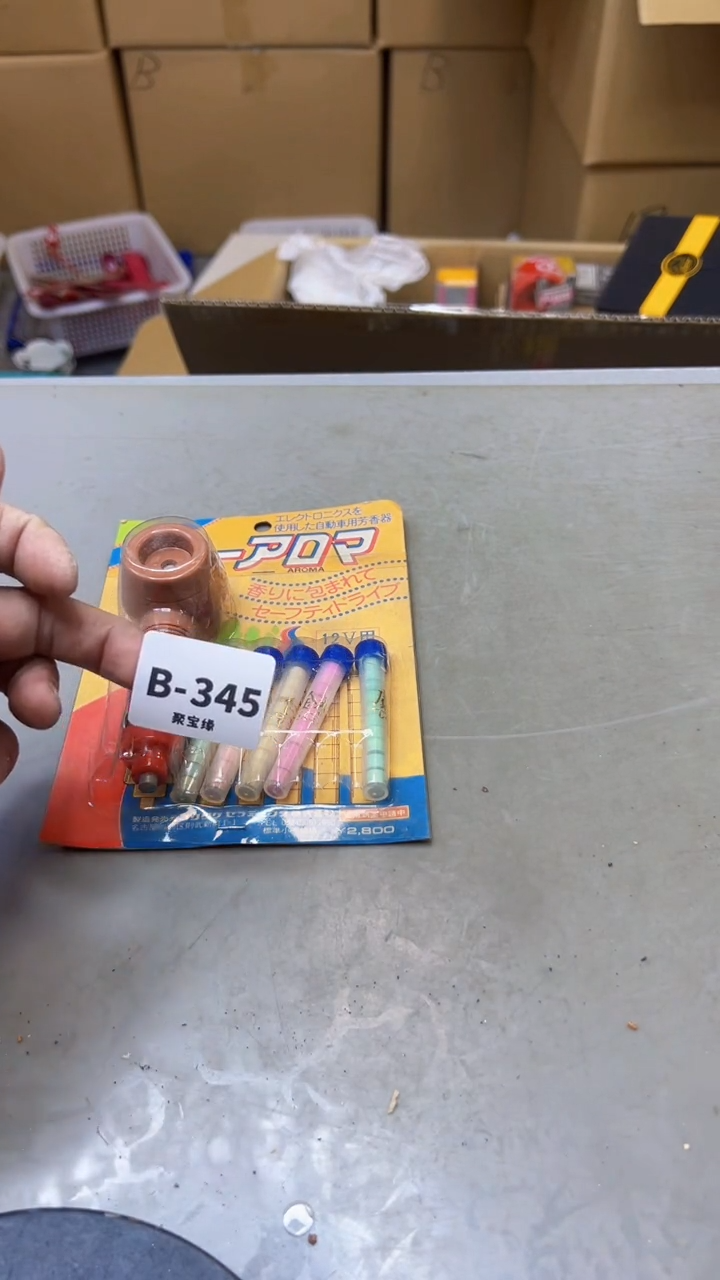 B
B
エレクトロニクスを
使用した自動車用芳香器
ーアロマ
AROMA
香りに包まれて
セーフティドライブ
12V用
B-345
聚宝缘
¥2,800